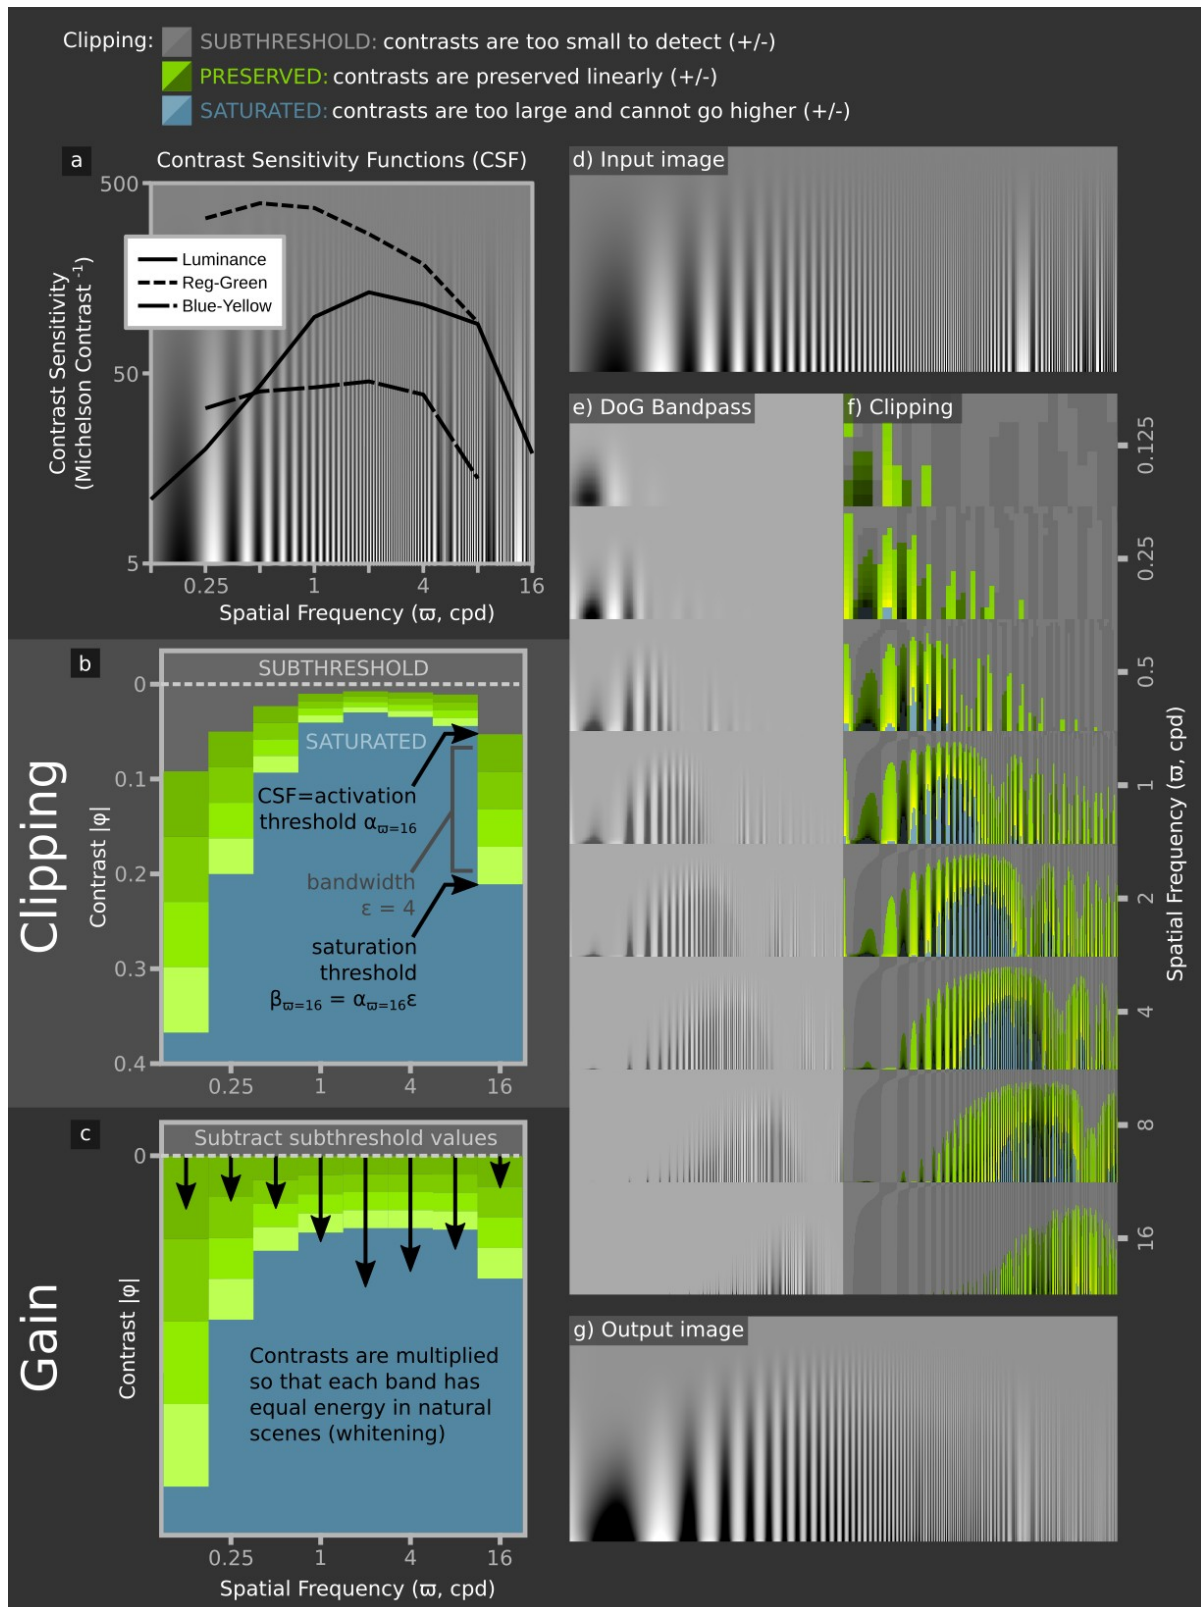 Clipping:
SUBTHRESHOLD: contrasts are too small to detect (+/-)
PRESERVED: contrasts are preserved linearly (+/-)
SATURATED: contrasts are too large and cannot go higher (+/-)
a
Contrast Sensitivity Functions (CSF)
500
50
5
Contrast Sensitivity
(Michelson Contrast⁻¹)
Luminance
Reg-Green
Blue-Yellow
0.25
1
4
16
Spatial Frequency (ϖ, cpd)
d) Input image
e) DoG Bandpass
f) Clipping
0.125
0.25
0.5
1
2
4
8
16
Spatial Frequency (ϖ, cpd)
Clipping
b
SUBTHRESHOLD
0
0.1
0.2
0.3
0.4
Contrast |φ|
SATURATED
CSF=activation
threshold α_ϖ=16
bandwidth
ε = 4
saturation
threshold
β_ϖ=16 = α_ϖ=16 ε
0.25
1
4
16
Gain
c
Subtract subthreshold values
0
Contrast |φ|
Contrasts are multiplied
so that each band has
equal energy in natural
scenes (whitening)
0.25
1
4
16
Spatial Frequency (ϖ, cpd)
g) Output image